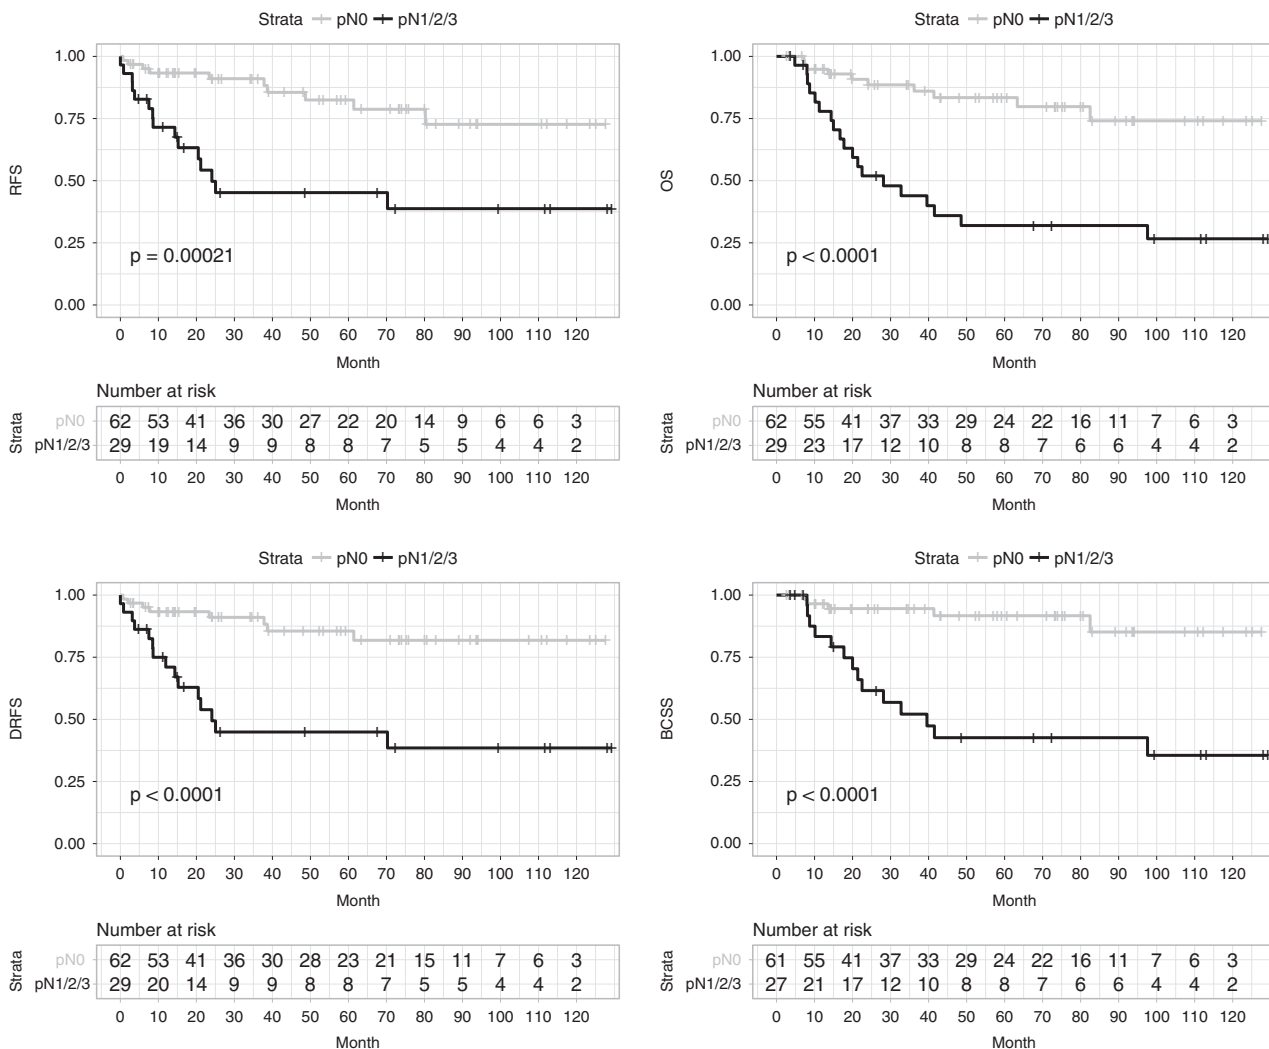 Strata pN0 pN1/2/3
RFS
1.00
0.75
0.50
0.25
0.00
p = 0.00021
0 10 20 30 40 50 60 70 80 90 100 110 120
Month
Number at risk
Strata
pN0 62 53 41 36 30 27 22 20 14 9 6 6 3
pN1/2/3 29 19 14 9 9 8 8 7 5 5 4 4 2
0 10 20 30 40 50 60 70 80 90 100 110 120
Month
Strata pN0 pN1/2/3
OS
1.00
0.75
0.50
0.25
0.00
p < 0.0001
0 10 20 30 40 50 60 70 80 90 100 110 120
Month
Number at risk
Strata
pN0 62 55 41 37 33 29 24 22 16 11 7 6 3
pN1/2/3 29 23 17 12 10 8 8 7 6 6 4 4 2
0 10 20 30 40 50 60 70 80 90 100 110 120
Month
Strata pN0 pN1/2/3
DRFS
1.00
0.75
0.50
0.25
0.00
p < 0.0001
0 10 20 30 40 50 60 70 80 90 100 110 120
Month
Number at risk
Strata
pN0 62 53 41 36 30 28 23 21 15 11 7 6 3
pN1/2/3 29 20 14 9 9 8 8 7 5 5 4 4 2
0 10 20 30 40 50 60 70 80 90 100 110 120
Month
Strata pN0 pN1/2/3
BCSS
1.00
0.75
0.50
0.25
0.00
p < 0.0001
0 10 20 30 40 50 60 70 80 90 100 110 120
Month
Number at risk
Strata
pN0 61 55 41 37 33 29 24 22 16 11 7 6 3
pN1/2/3 27 21 17 12 10 8 8 7 6 6 4 4 2
0 10 20 30 40 50 60 70 80 90 100 110 120
Month